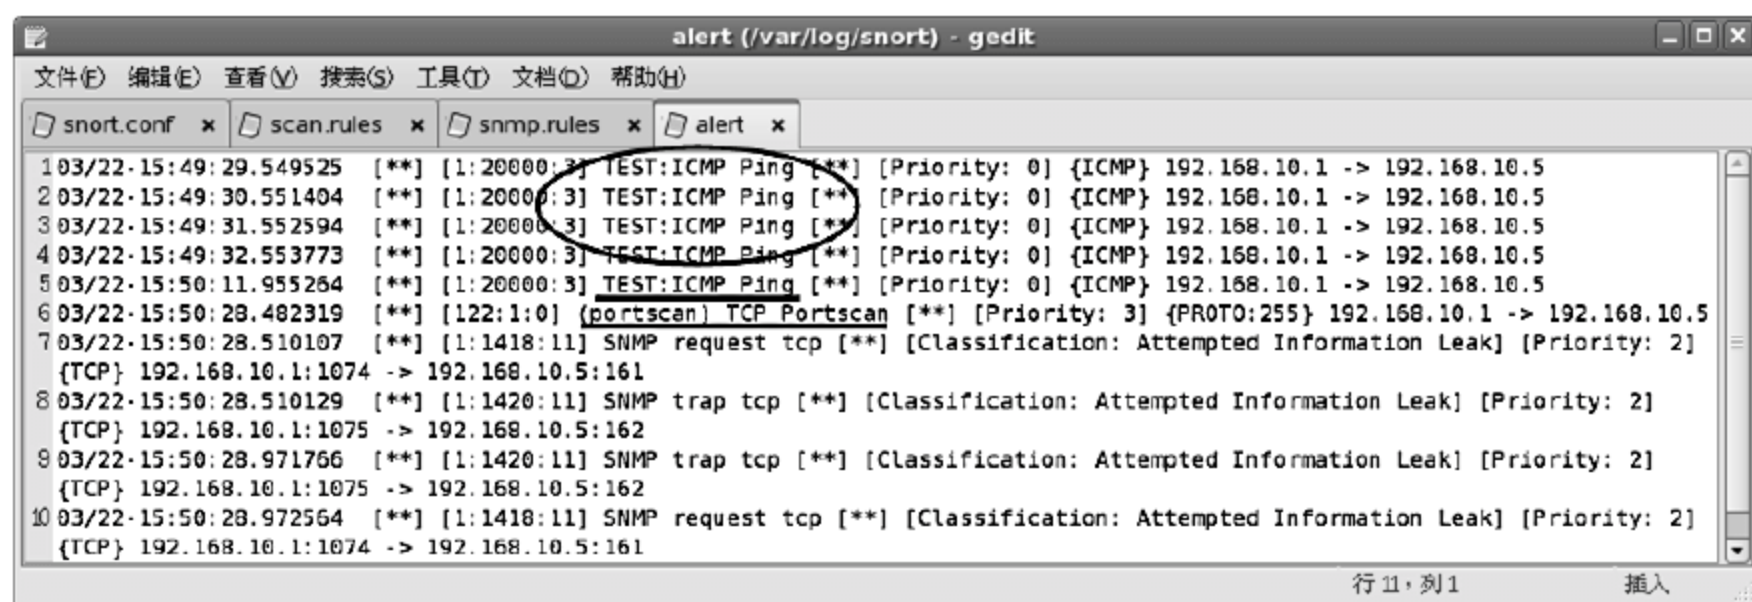 alert (/var/log/snort) - gedit
文件(F) 编辑(E) 查看(V) 搜索(S) 工具(T) 文档(D) 帮助(H)
snort.conf × scan.rules × snmp.rules × alert ×
1 03/22-15:49:29.549525 [**] [1:20000:3] TEST:ICMP Ping [**] [Priority: 0] {ICMP} 192.168.10.1 -> 192.168.10.5
2 03/22-15:49:30.551404 [**] [1:20000:3] TEST:ICMP Ping [**] [Priority: 0] {ICMP} 192.168.10.1 -> 192.168.10.5
3 03/22-15:49:31.552594 [**] [1:20000:3] TEST:ICMP Ping [**] [Priority: 0] {ICMP} 192.168.10.1 -> 192.168.10.5
4 03/22-15:49:32.553773 [**] [1:20000:3] TEST:ICMP Ping [**] [Priority: 0] {ICMP} 192.168.10.1 -> 192.168.10.5
5 03/22-15:50:11.955264 [**] [1:20000:3] TEST:ICMP Ping [**] [Priority: 0] {ICMP} 192.168.10.1 -> 192.168.10.5
6 03/22-15:50:28.482319 [**] [122:1:0] (portscan) TCP Portscan [**] [Priority: 3] {PROTO:255} 192.168.10.1 -> 192.168.10.5
7 03/22-15:50:28.510107 [**] [1:1418:11] SNMP request tcp [**] [Classification: Attempted Information Leak] [Priority: 2]
{TCP} 192.168.10.1:1074 -> 192.168.10.5:161
8 03/22-15:50:28.510129 [**] [1:1420:11] SNMP trap tcp [**] [Classification: Attempted Information Leak] [Priority: 2]
{TCP} 192.168.10.1:1075 -> 192.168.10.5:162
9 03/22-15:50:28.971766 [**] [1:1420:11] SNMP trap tcp [**] [Classification: Attempted Information Leak] [Priority: 2]
{TCP} 192.168.10.1:1075 -> 192.168.10.5:162
10 03/22-15:50:28.972564 [**] [1:1418:11] SNMP request tcp [**] [Classification: Attempted Information Leak] [Priority: 2]
{TCP} 192.168.10.1:1074 -> 192.168.10.5:161
行 11，列 1 插入